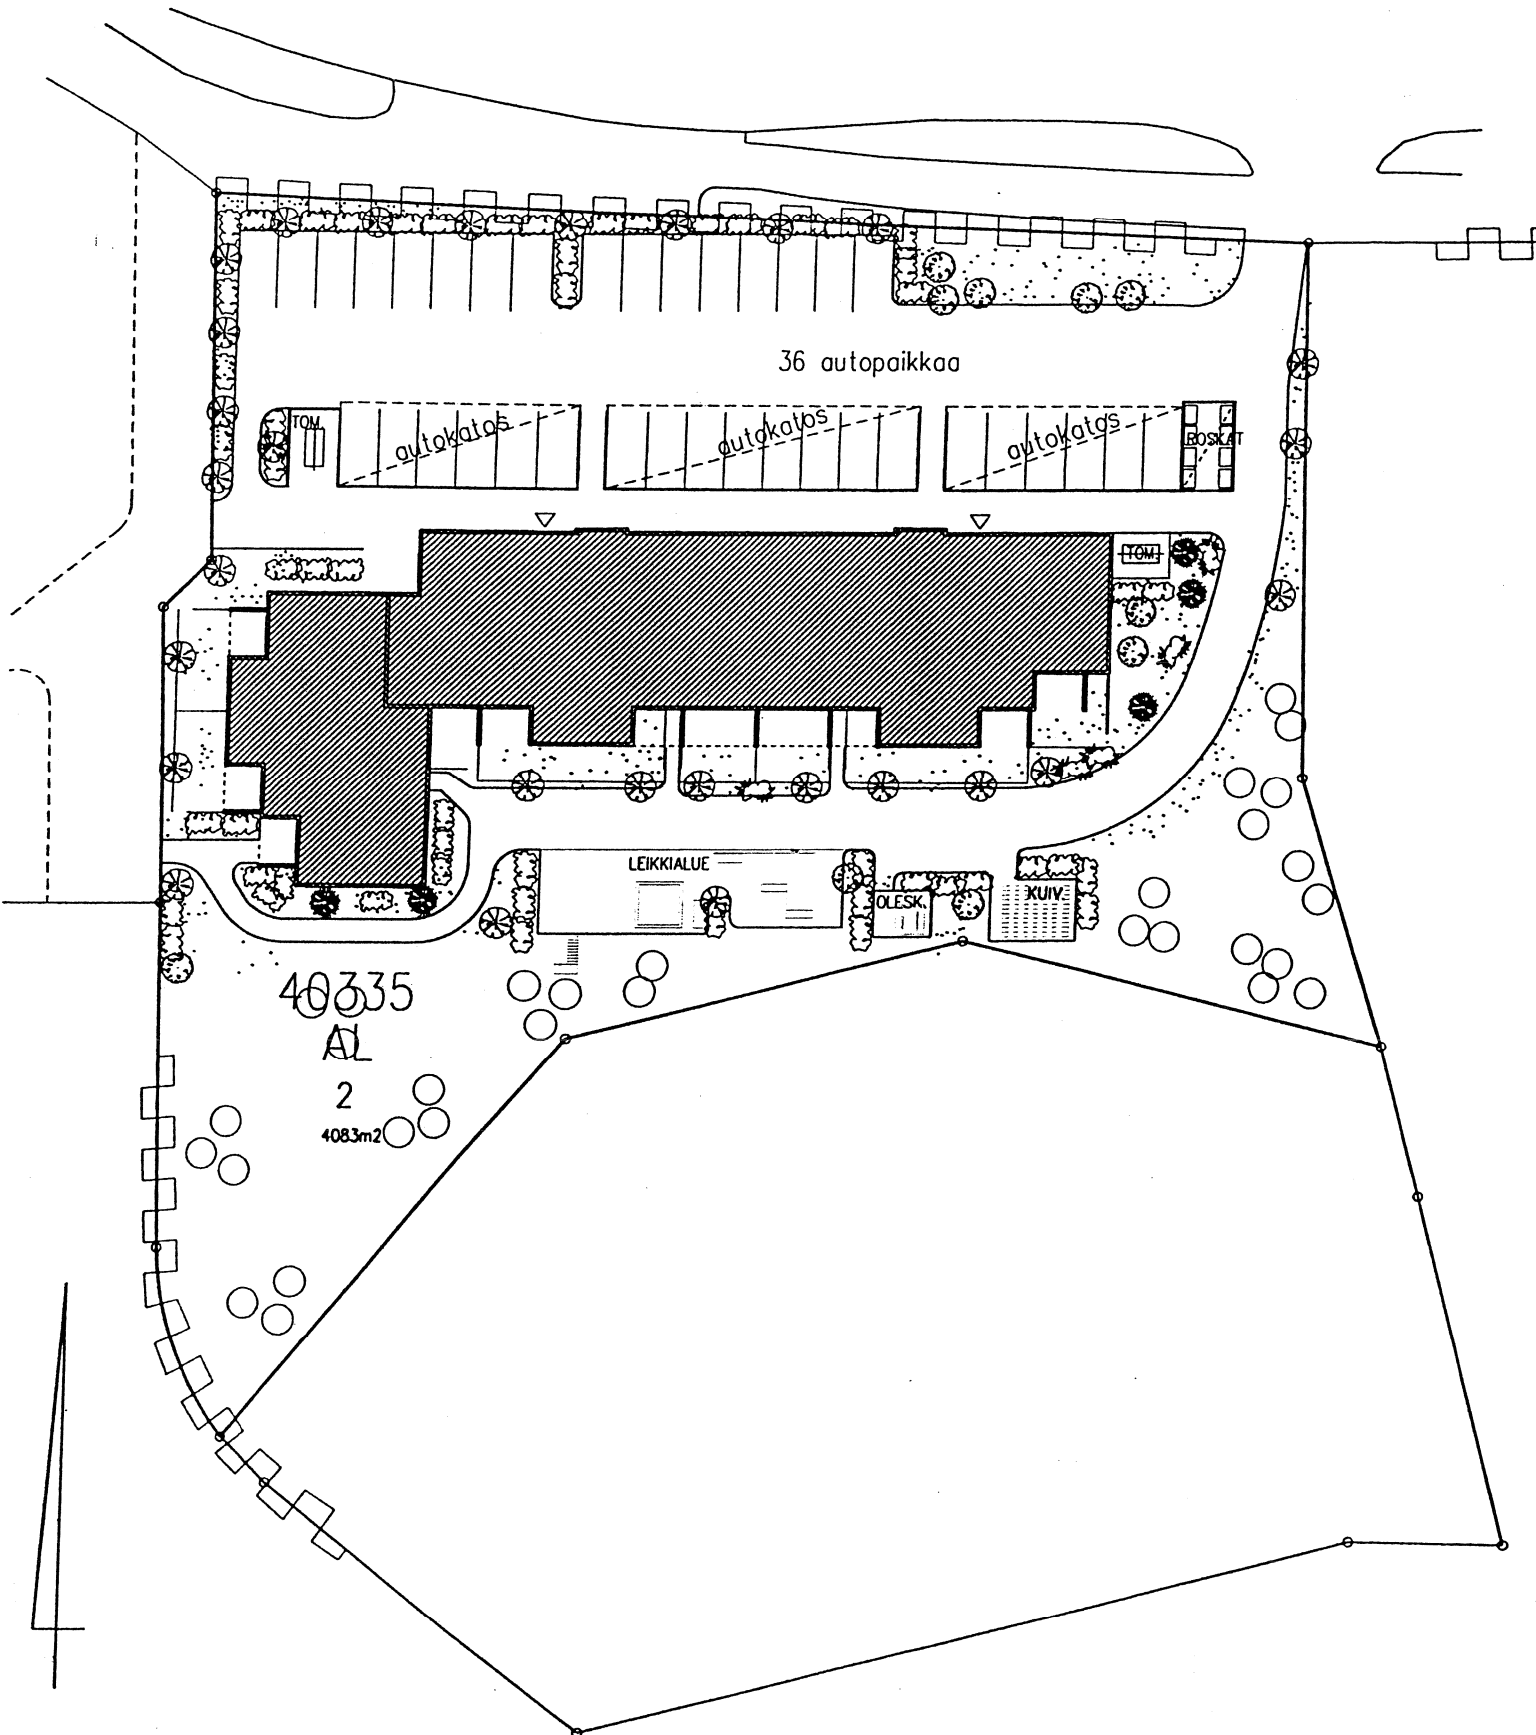 36 autopaikkaa
TOM.
autokatos
autokatos
autokatos
ROSKAT
TOM
LEIKKIALUE
OLESK.
KUIV.
40335
AL
2
4083m2